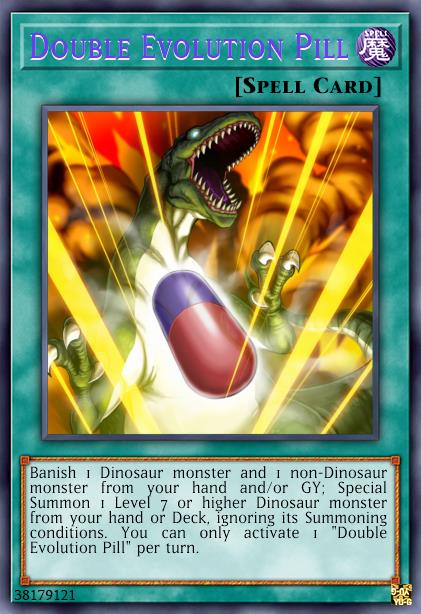 Double Evolution Pill
SPELL
魔
[Spell Card]
Banish 1 Dinosaur monster and 1 non-Dinosaur
monster from your hand and/or GY; Special
Summon 1 Level 7 or higher Dinosaur monster
from your hand or Deck, ignoring its Summoning
conditions. You can only activate 1 "Double
Evolution Pill" per turn.
38179121